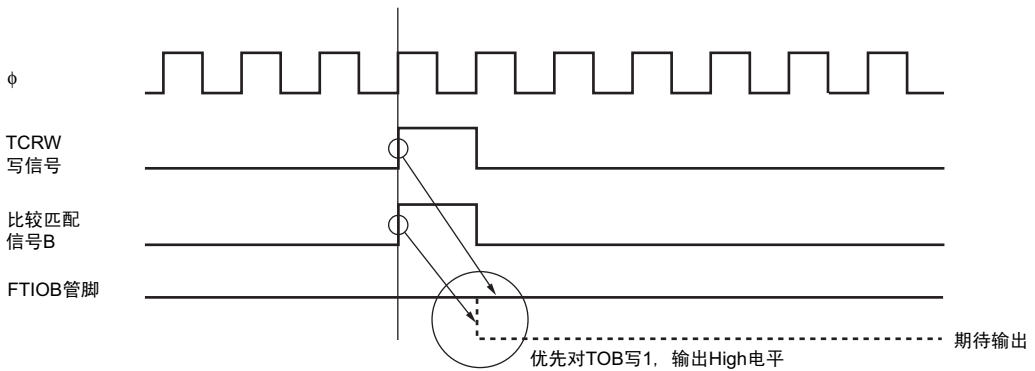 φ
TCRW
写信号
比较匹配
信号B
FTIOB管脚
期待输出
优先对TOB写1，输出High电平